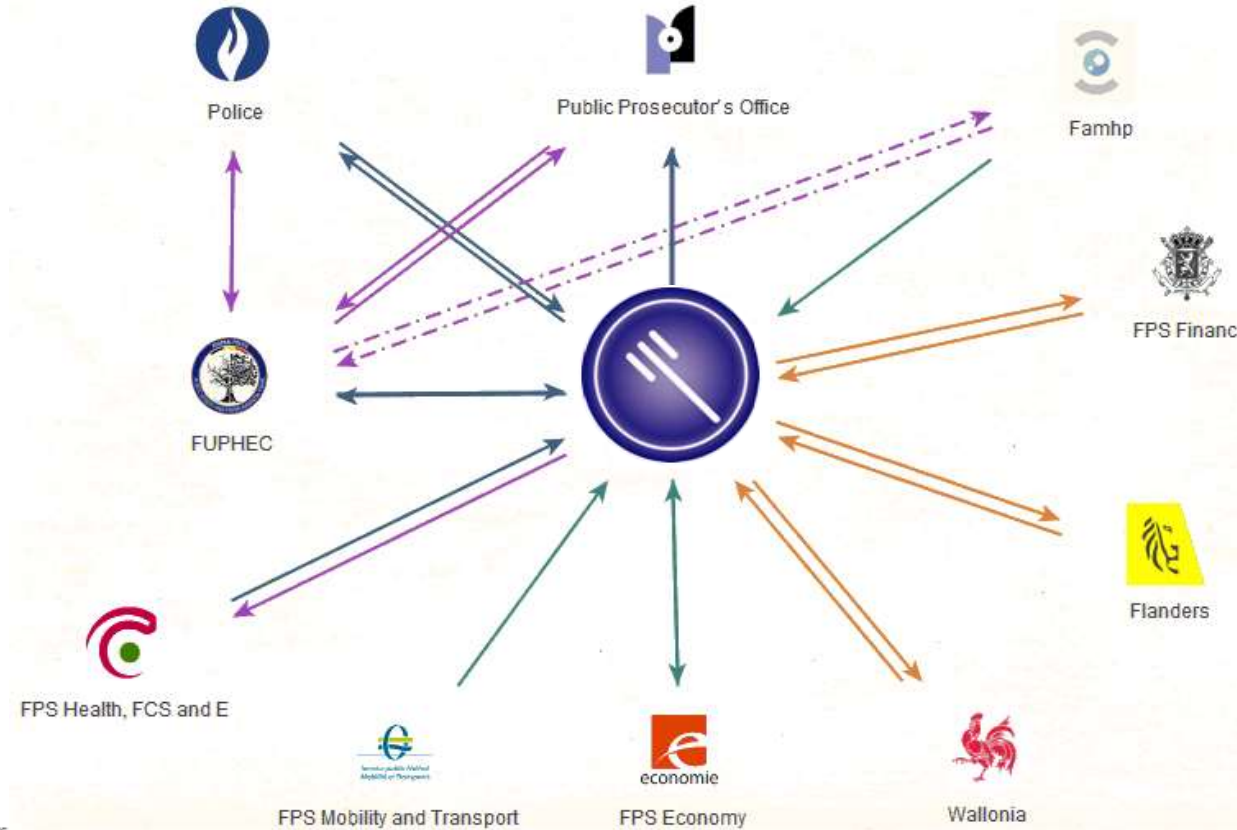 Police
Public Prosecutor's Office
Famhp
FPS Financ
FUPHEC
Flanders
FPS Health, FCS and E
economie
FPS Mobility and Transport
FPS Economy
Wallonia